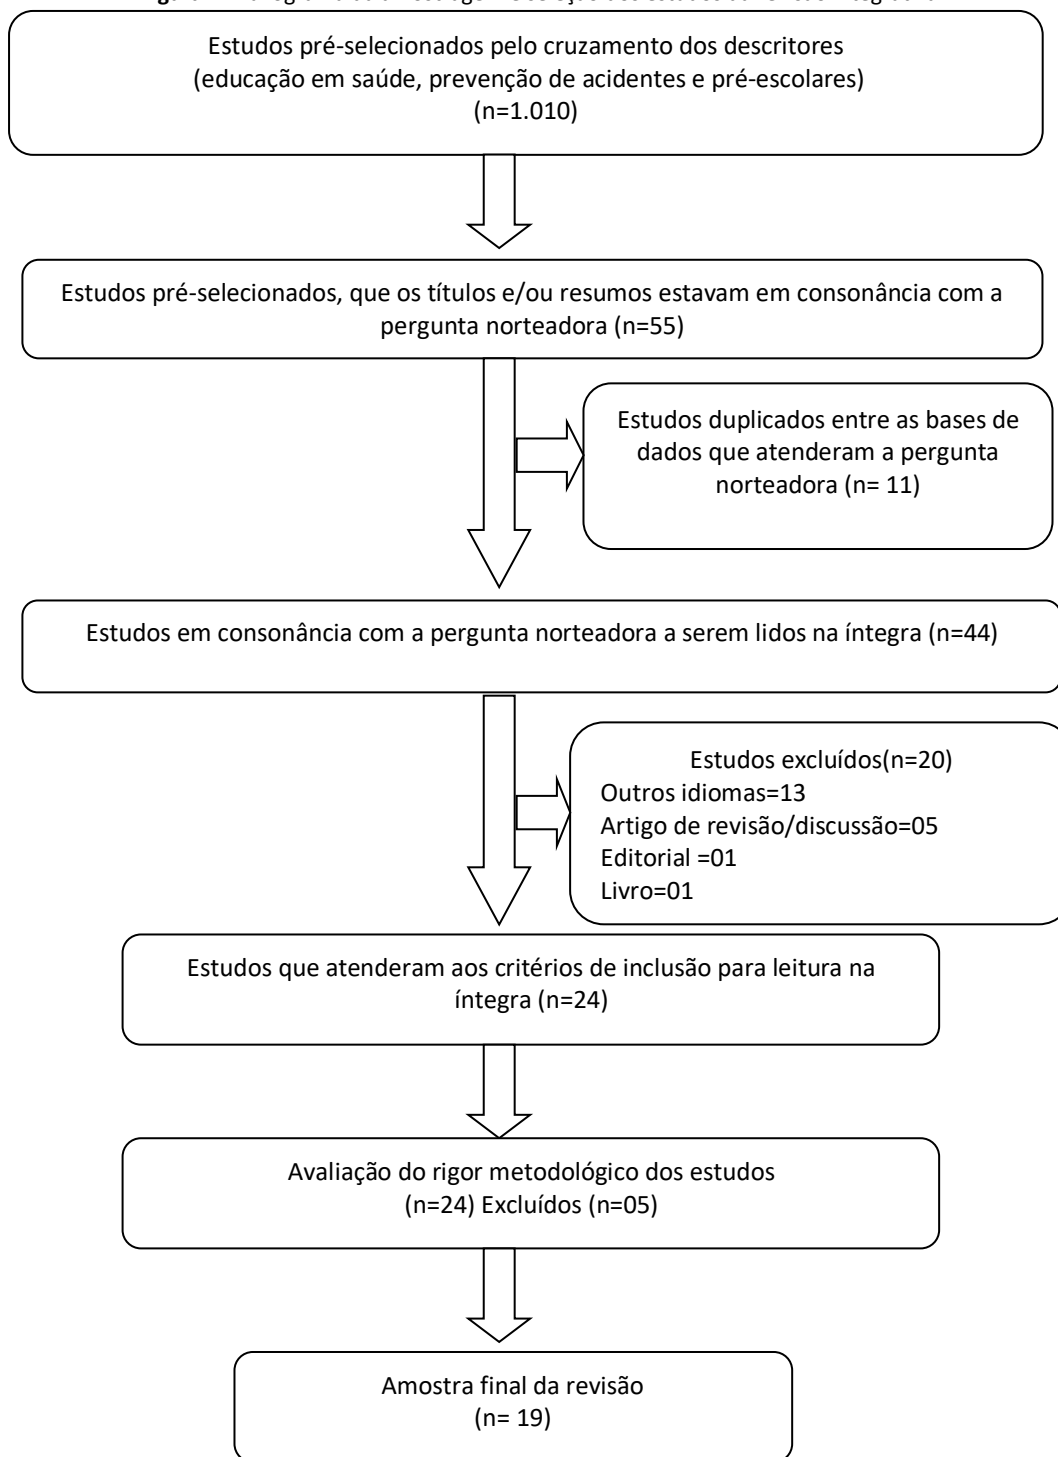 Estudos pré-selecionados pelo cruzamento dos descritores
(educação em saúde, prevenção de acidentes e pré-escolares)
(n=1.010)
Estudos pré-selecionados, que os títulos e/ou resumos estavam em consonância com a
pergunta norteadora (n=55)
Estudos duplicados entre as bases de
dados que atenderam a pergunta
norteadora (n= 11)
Estudos em consonância com a pergunta norteadora a serem lidos na íntegra (n=44)
Estudos excluídos(n=20)
Outros idiomas=13
Artigo de revisão/discussão=05
Editorial =01
Livro=01
Estudos que atenderam aos critérios de inclusão para leitura na
íntegra (n=24)
Avaliação do rigor metodológico dos estudos
(n=24) Excluídos (n=05)
Amostra final da revisão
(n= 19)